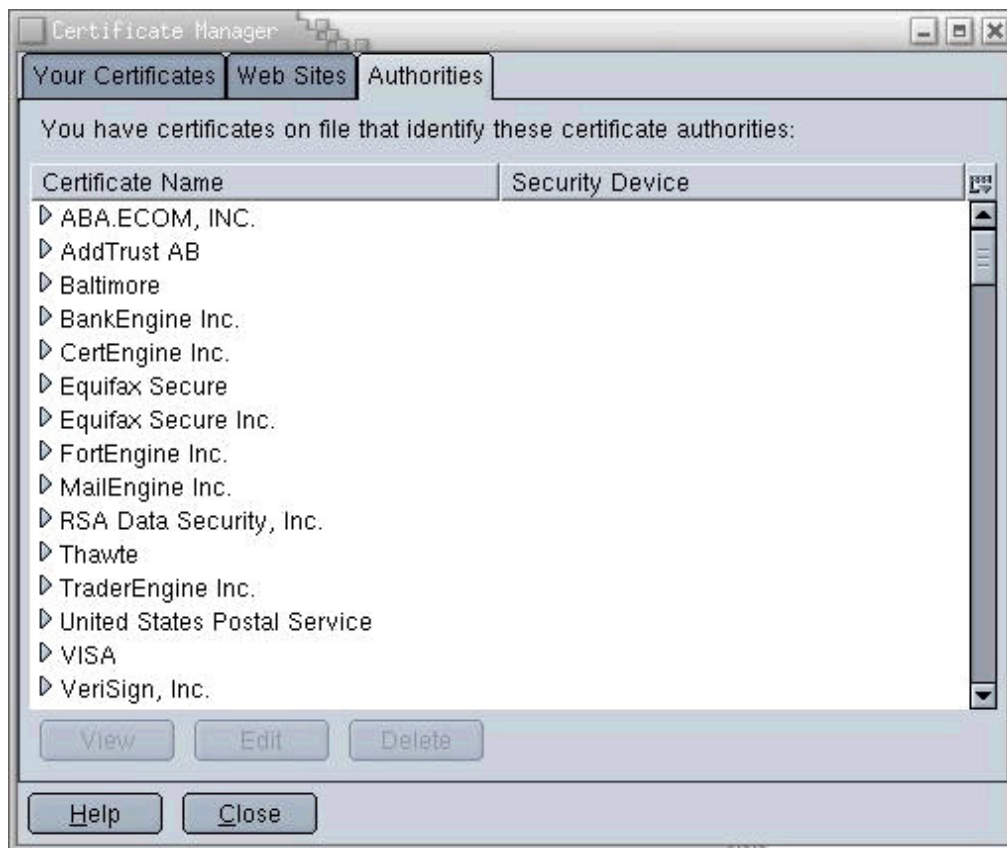 Certificate Manager
Your Certificates Web Sites Authorities
You have certificates on file that identify these certificate authorities:
Certificate Name Security Device
ABA.ECOM, INC.
AddTrust AB
Baltimore
BankEngine Inc.
CertEngine Inc.
Equifax Secure
Equifax Secure Inc.
FortEngine Inc.
MailEngine Inc.
RSA Data Security, Inc.
Thawte
TraderEngine Inc.
United States Postal Service
VISA
VeriSign, Inc.
View Edit Delete
Help Close